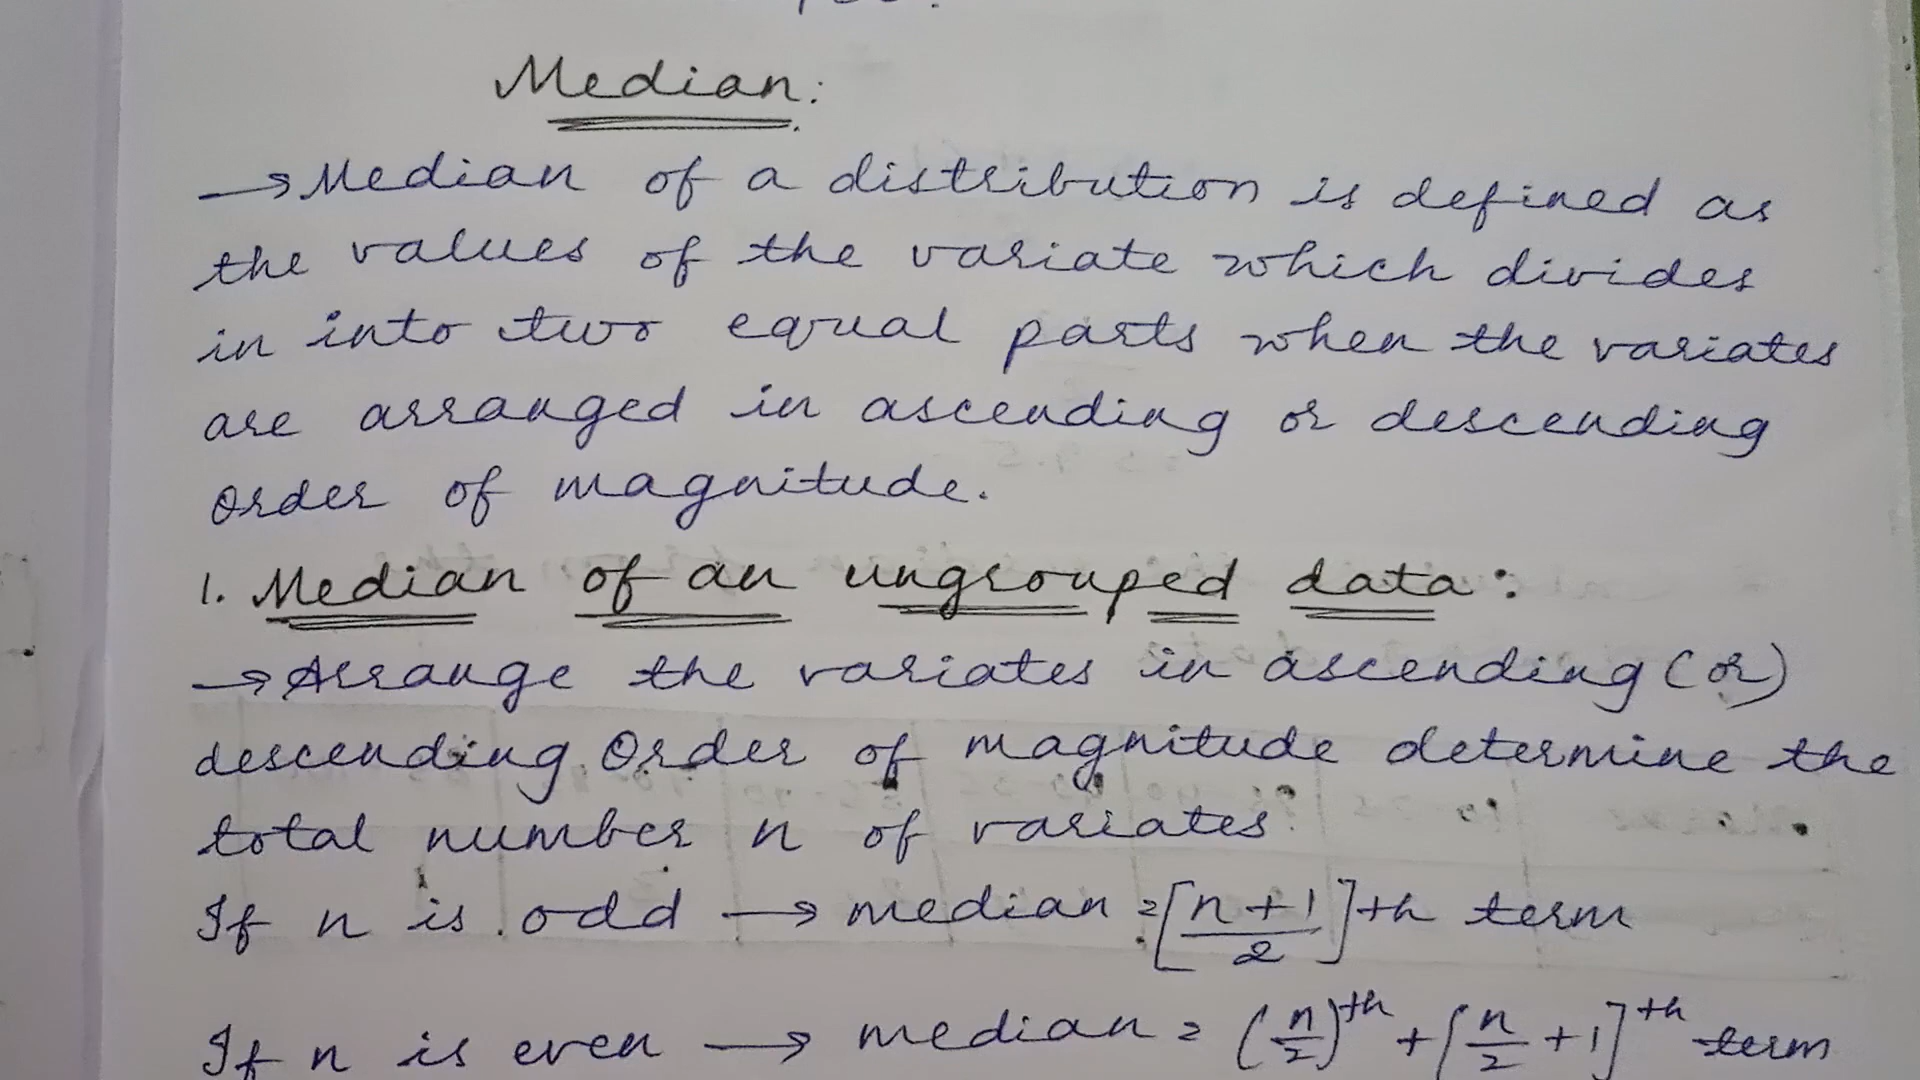 Median:
→ Median of a distribution is defined as
the values of the variate which divides
in into two equal parts when the variates
are arranged in ascending or descending
order of magnitude.
1. Median of an ungrouped data:
→ Arrange the variates in ascending (or)
descending Order of magnitude determine the
total number n of variates.
If n is odd → median = [n+1/2]th term
If n is even → median = (n/2)^th + [n/2 + 1]^th term